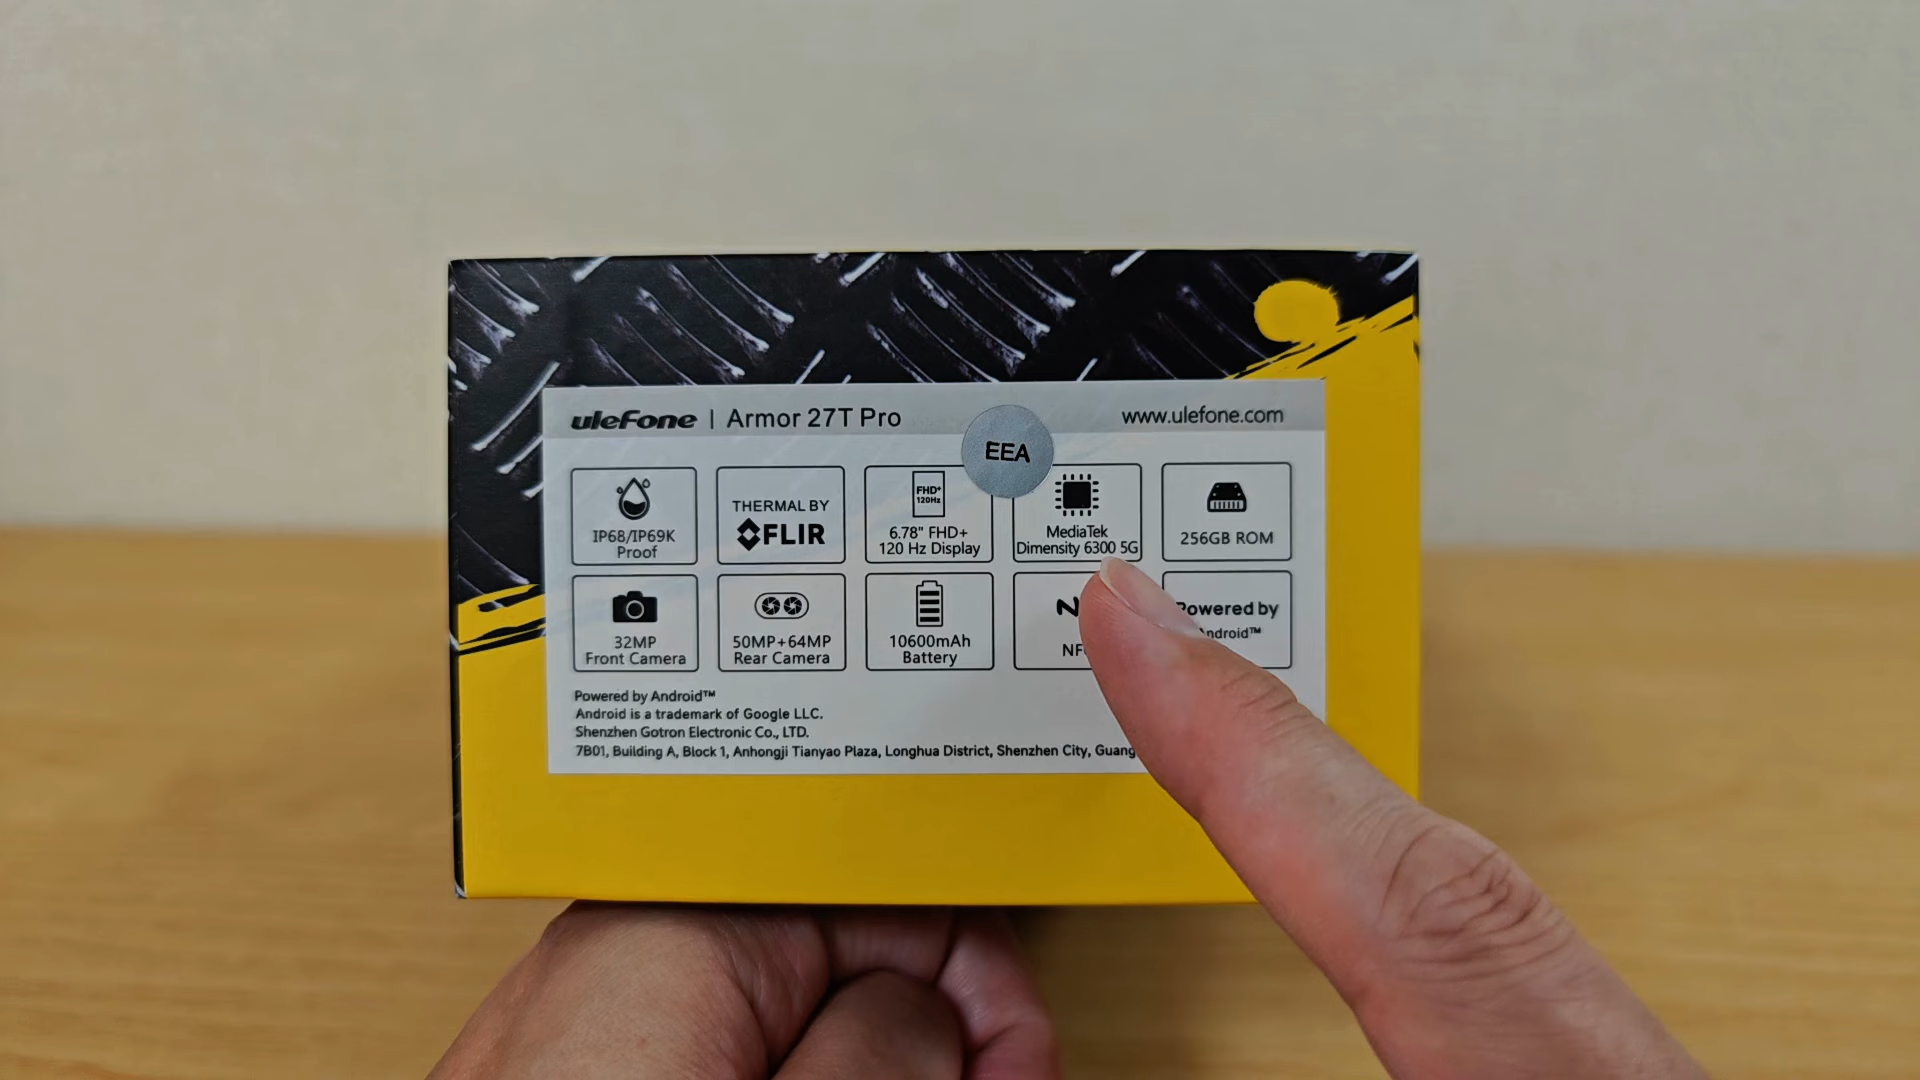 uleFone | Armor 27T Pro
EEA
www.ulefone.com
IP68/IP69K
Proof
THERMAL BY
FLIR
FHD+
120Hz
6.78" FHD+
120 Hz Display
MediaTek
Dimensity 6300 5G
256GB ROM
32MP
Front Camera
50MP+64MP
Rear Camera
10600mAh
Battery
Powered by
Powered by Android™
Android is a trademark of Google LLC.
Shenzhen Gotron Electronic Co., LTD.
7B01, Building A, Block 1, Anhongji Tianyao Plaza, Longhua District, Shenzhen City,